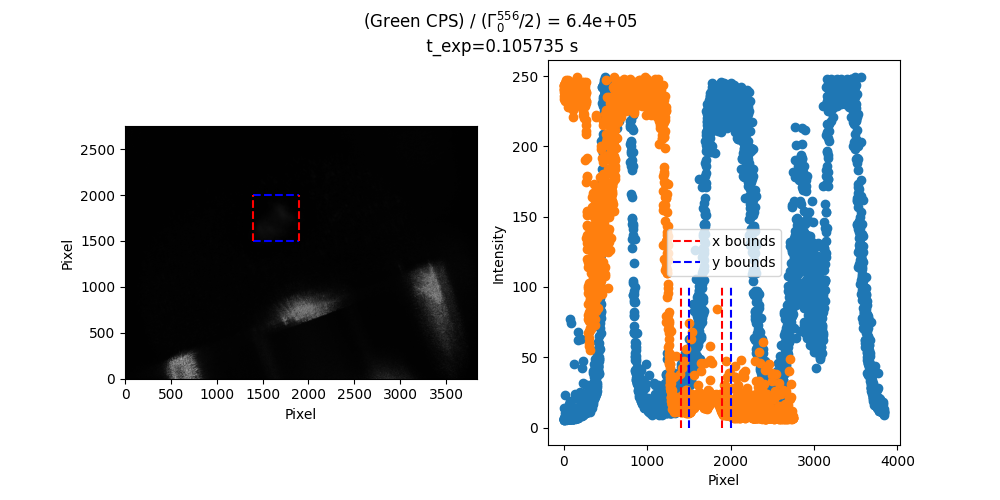 (Green CPS) / (Γ₀⁵⁵⁶/2) = 6.4e+05
t_exp=0.105735 s
Pixel
2500
2000
1500
1000
500
0
0 500 1000 1500 2000 2500 3000 3500
Pixel
Intensity
250
200
150
100
50
0
x bounds
y bounds
0 1000 2000 3000 4000
Pixel